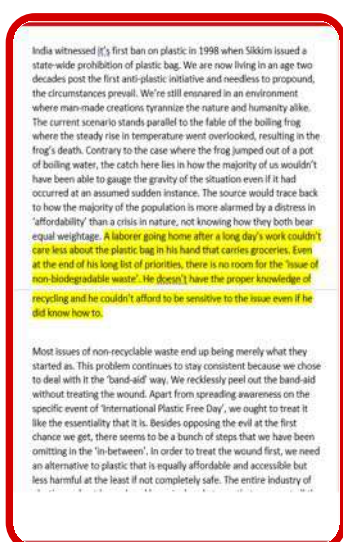 India witnessed it's first ban on plastic in 1998 when Sikkim issued a
state-wide prohibition of plastic bag. We are now living in an age two
decades post the first anti-plastic initiative and needless to propound,
the circumstances prevail. We're still ensnared in an environment
where man-made creations tyrannize the nature and humanity alike.
The current scenario stands parallel to the fable of the boiling frog
where the steady rise in temperature went overlooked, resulting in the
frog's death. Contrary to the case where the frog jumped out of a pot
of boiling water, the catch here lies in how the majority of us wouldn't
have been able to gauge the gravity of the situation even if it had
occurred at an assumed sudden instance. The source would trace back
to how the majority of the population is more alarmed by a distress in
'affordability' than a crisis in nature, not knowing how they both bear
equal weightage. A laborer going home after a long day's work couldn't
care less about the plastic bag in his hand that carries groceries. Even
at the end of his long list of priorities, there is no room for the 'issue of
non-biodegradable waste'. He doesn't have the proper knowledge of
recycling and he couldn't afford to be sensitive to the issue even if he
did know how to.
Most issues of non-recyclable waste end up being merely what they
started as. This problem continues to stay consistent because we chose
to deal with it the 'band-aid' way. We recklessly peel out the band-aid
without treating the wound. Apart from spreading awareness on the
specific event of 'International Plastic Free Day', we ought to treat it
like the essentiality that it is. Besides opposing the evil at the first
chance we get, there seems to be a bunch of steps that we have been
omitting in the 'in-between'. In order to treat the wound first, we need
an alternative to plastic that is equally affordable and accessible but
less harmful at the least if not completely safe. The entire industry of